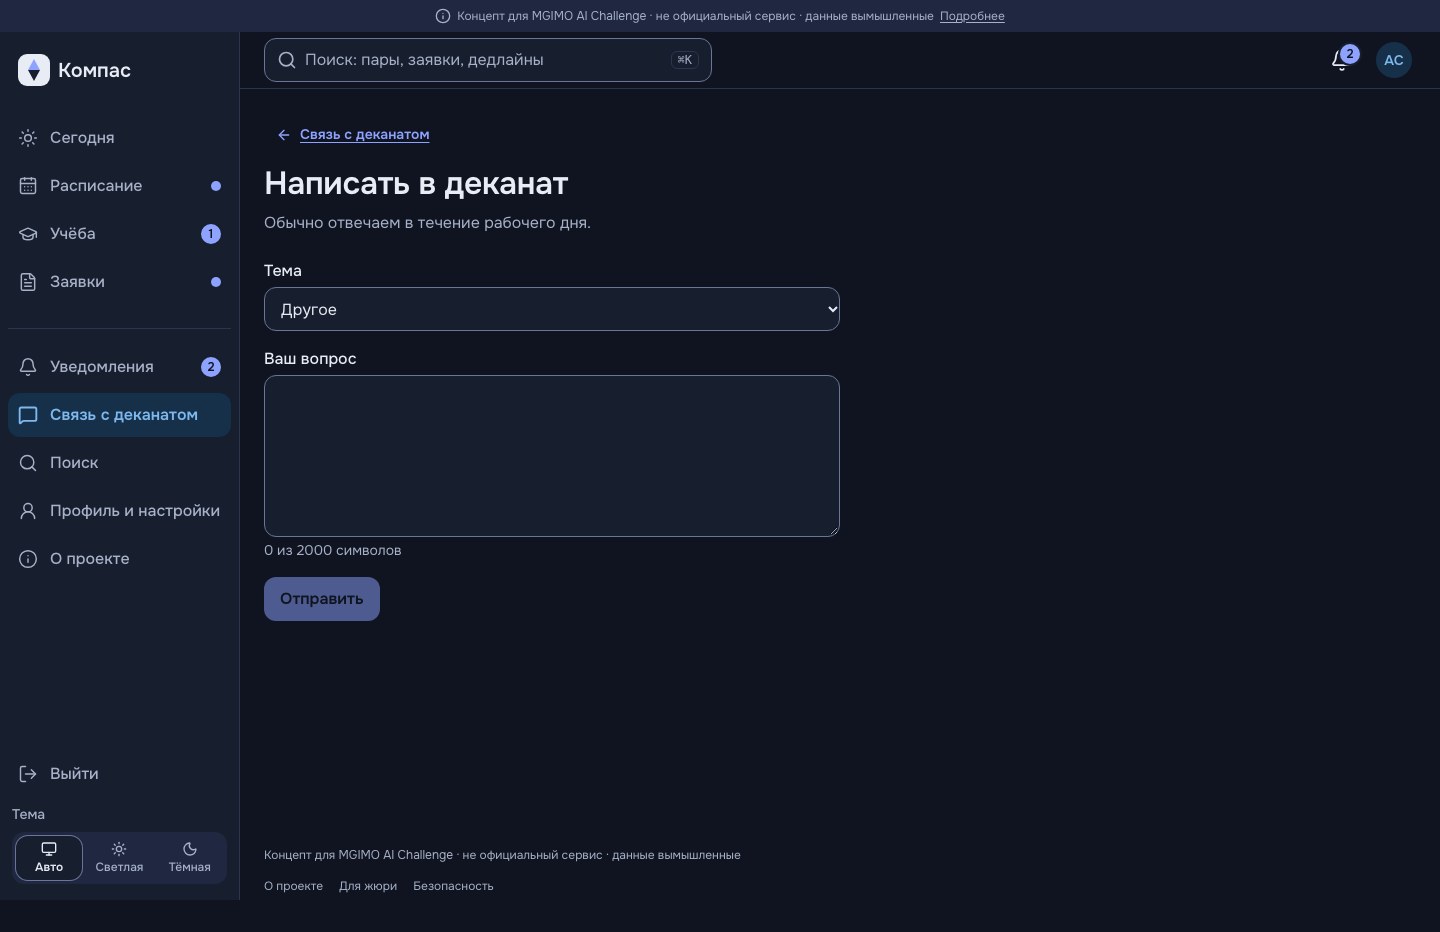 Концепт для MGIMO AI Challenge · не официальный сервис · данные вымышленные Подробнее
Компас
Поиск: пары, заявки, дедлайны ⌘K
2
АС
Сегодня
Расписание
Учёба 1
Заявки
Уведомления 2
Связь с деканатом
Поиск
Профиль и настройки
О проекте
Выйти
Тема
Авто Светлая Тёмная
Связь с деканатом
Написать в деканат
Обычно отвечаем в течение рабочего дня.
Тема
Другое
Ваш вопрос
0 из 2000 символов
Отправить
Концепт для MGIMO AI Challenge · не официальный сервис · данные вымышленные
О проекте Для жюри Безопасность